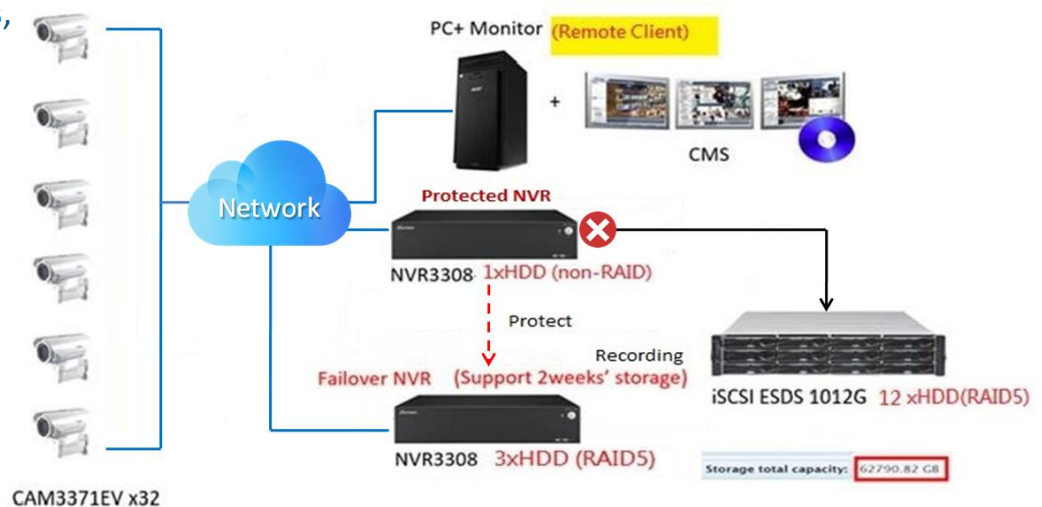 s,
PC+ Monitor (Remote Client)
+
CMS
Network
Protected NVR
NVR3308 1xHDD (non-RAID)
Protect
Recording
Failover NVR (Support 2weeks' storage)
iSCSI ESDS 1012G 12 xHDD(RAID5)
NVR3308 3xHDD (RAID5)
Storage total capacity: 62790.82 GB
CAM3371EV x32